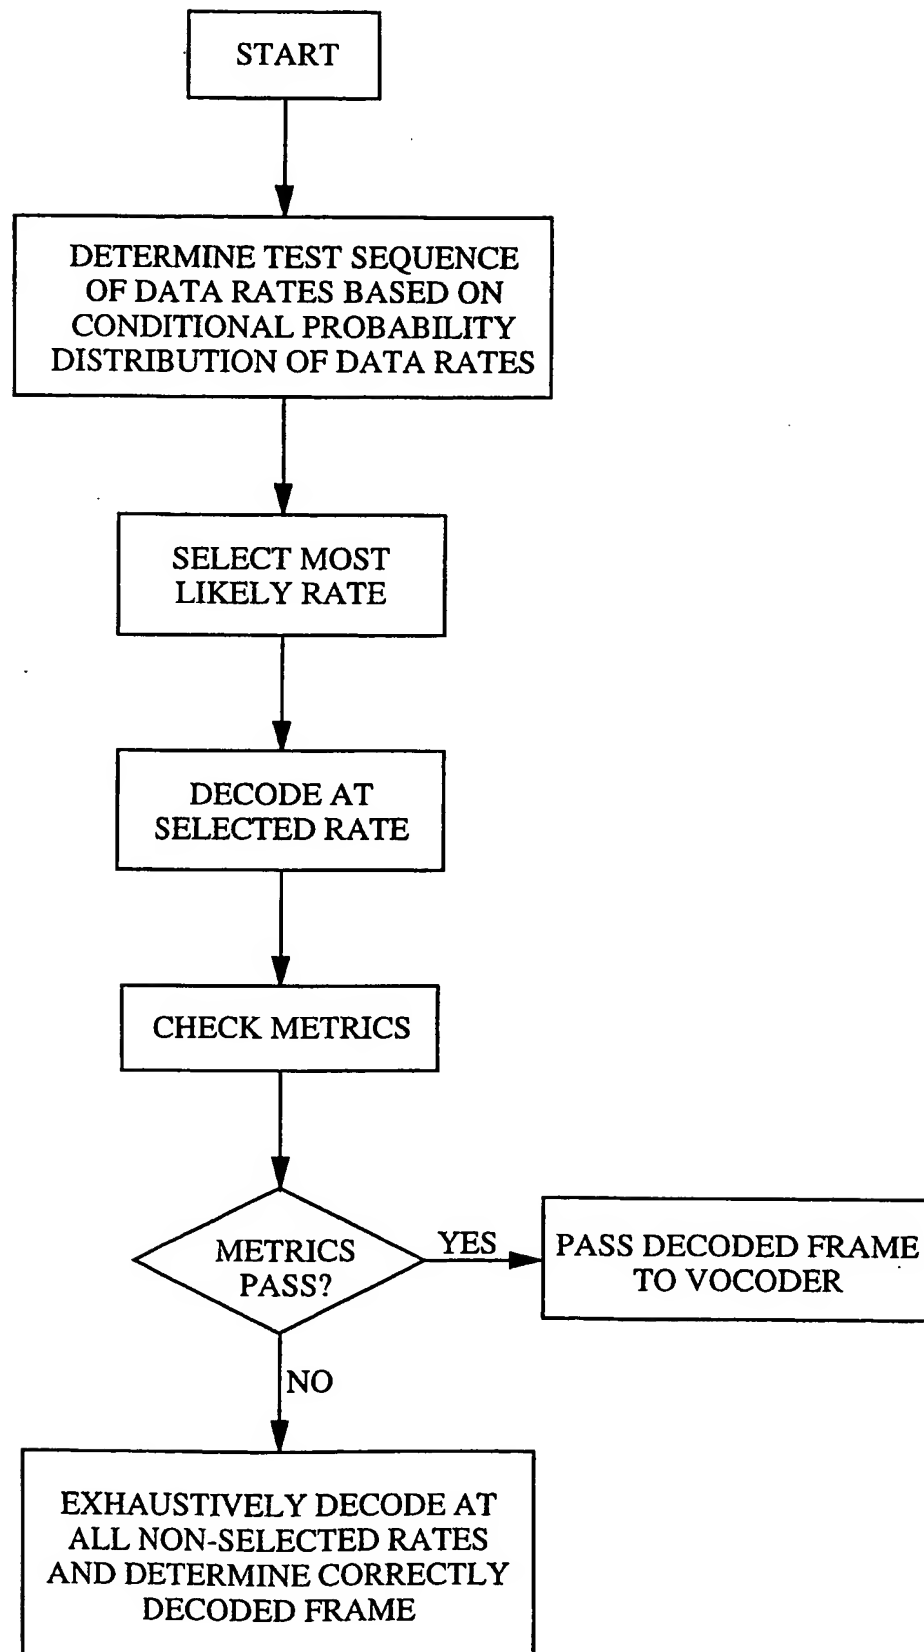 START
DETERMINE TEST SEQUENCE
OF DATA RATES BASED ON
CONDITIONAL PROBABILITY
DISTRIBUTION OF DATA RATES
SELECT MOST
LIKELY RATE
DECODE AT
SELECTED RATE
CHECK METRICS
METRICS
PASS?
YES
PASS DECODED FRAME
TO VOCODER
NO
EXHAUSTIVELY DECODE AT
ALL NON-SELECTED RATES
AND DETERMINE CORRECTLY
DECODED FRAME